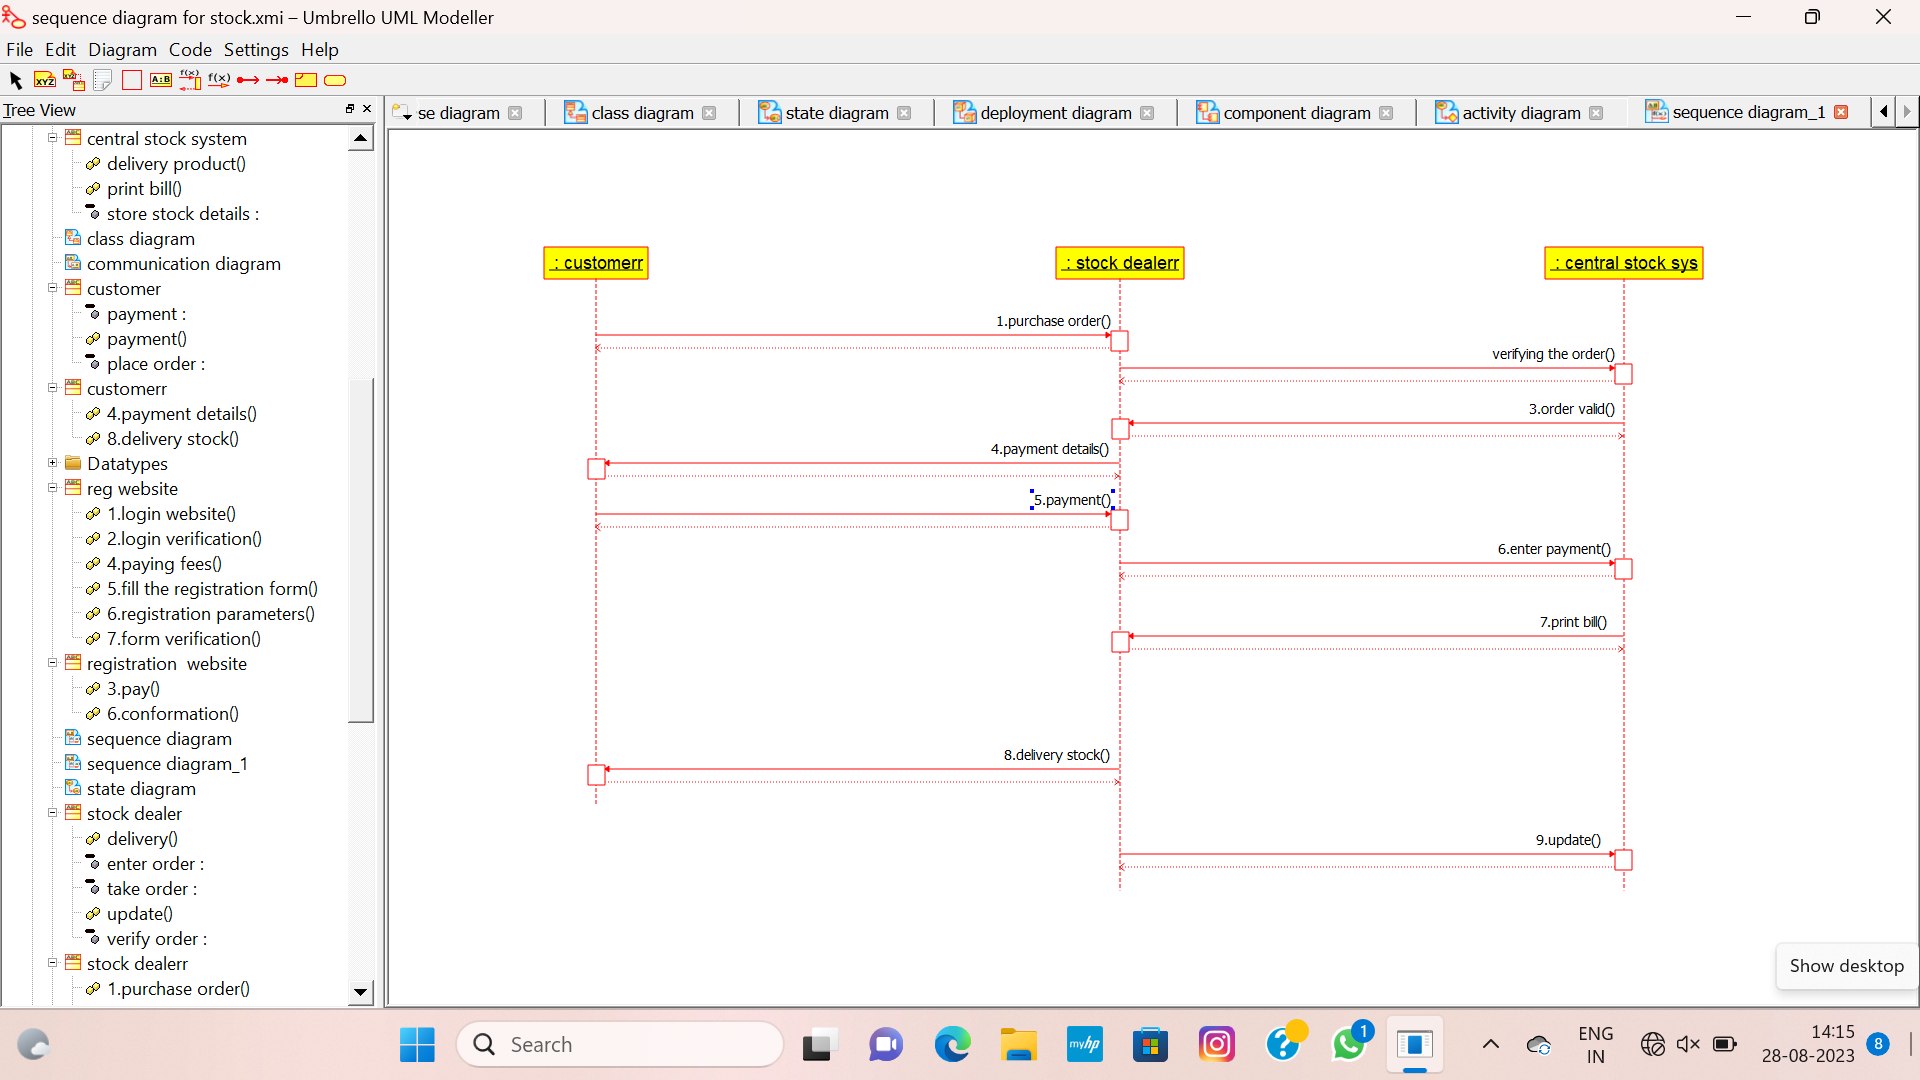 sequence diagram for stock.xmi – Umbrello UML Modeller
File Edit Diagram Code Settings Help
XYZ XYZ A:B f(x) f(x)
Tree View
se diagram
class diagram
state diagram
deployment diagram
component diagram
activity diagram
sequence diagram_1
central stock system
delivery product()
print bill()
store stock details :
class diagram
communication diagram
customer
payment :
payment()
place order :
customerr
4.payment details()
8.delivery stock()
Datatypes
reg website
1.login website()
2.login verification()
4.paying fees()
5.fill the registration form()
6.registration parameters()
7.form verification()
registration  website
3.pay()
6.conformation()
sequence diagram
sequence diagram_1
state diagram
stock dealer
delivery()
enter order :
take order :
update()
verify order :
stock dealerr
1.purchase order()
: customerr
: stock dealerr
: central stock sys
1.purchase order()
verifying the order()
3.order valid()
4.payment details()
5.payment()
6.enter payment()
7.print bill()
8.delivery stock()
9.update()
Show desktop
Search
myhp
?
1
ENG
IN
14:15
28-08-2023
8